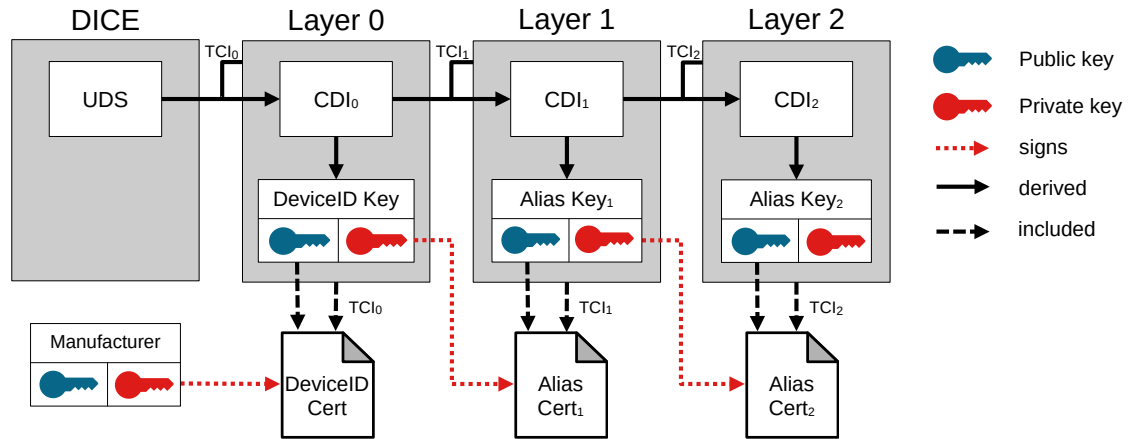 DICE
Layer 0
Layer 1
Layer 2
TCI₀
TCI₁
TCI₂
UDS
CDI₀
CDI₁
CDI₂
Public key
Private key
signs
derived
included
DeviceID Key
Alias Key₁
Alias Key₂
TCI₀
TCI₁
TCI₂
Manufacturer
DeviceID
Cert
Alias
Cert₁
Alias
Cert₂